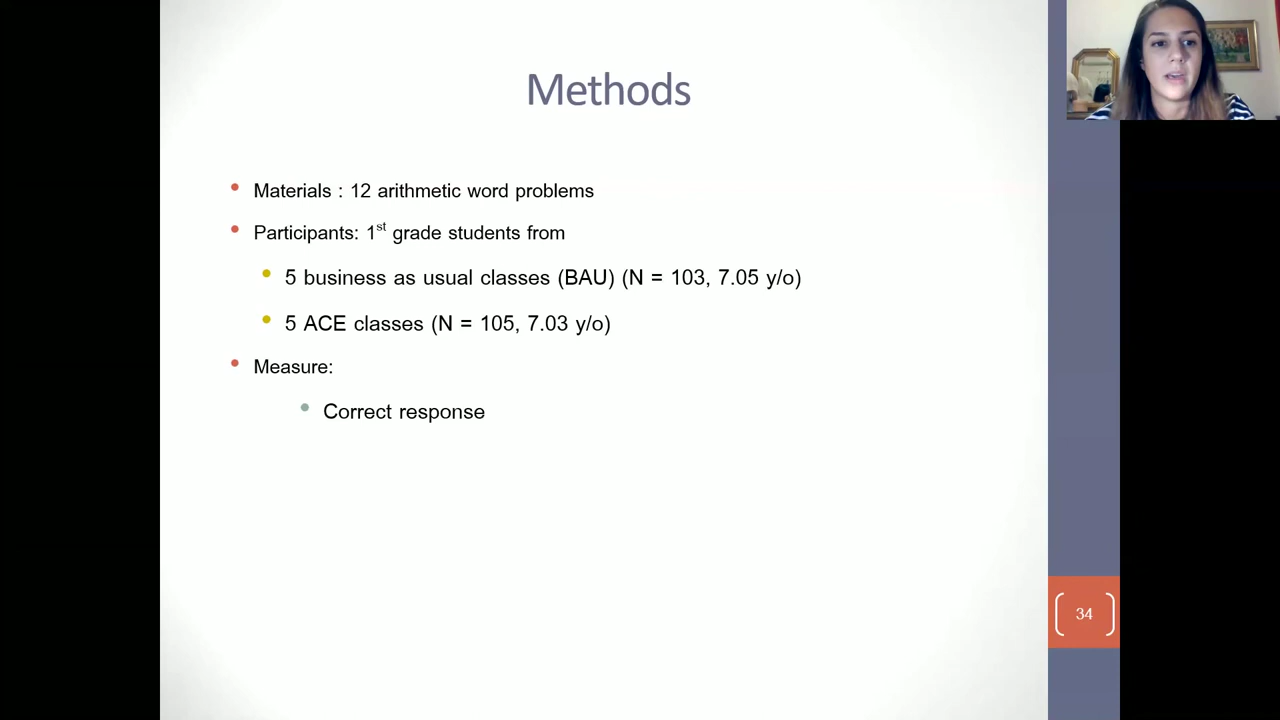 Methods
Materials : 12 arithmetic word problems
Participants: 1st grade students from
5 business as usual classes (BAU) (N = 103, 7.05 y/o)
5 ACE classes (N = 105, 7.03 y/o)
Measure:
Correct response
34